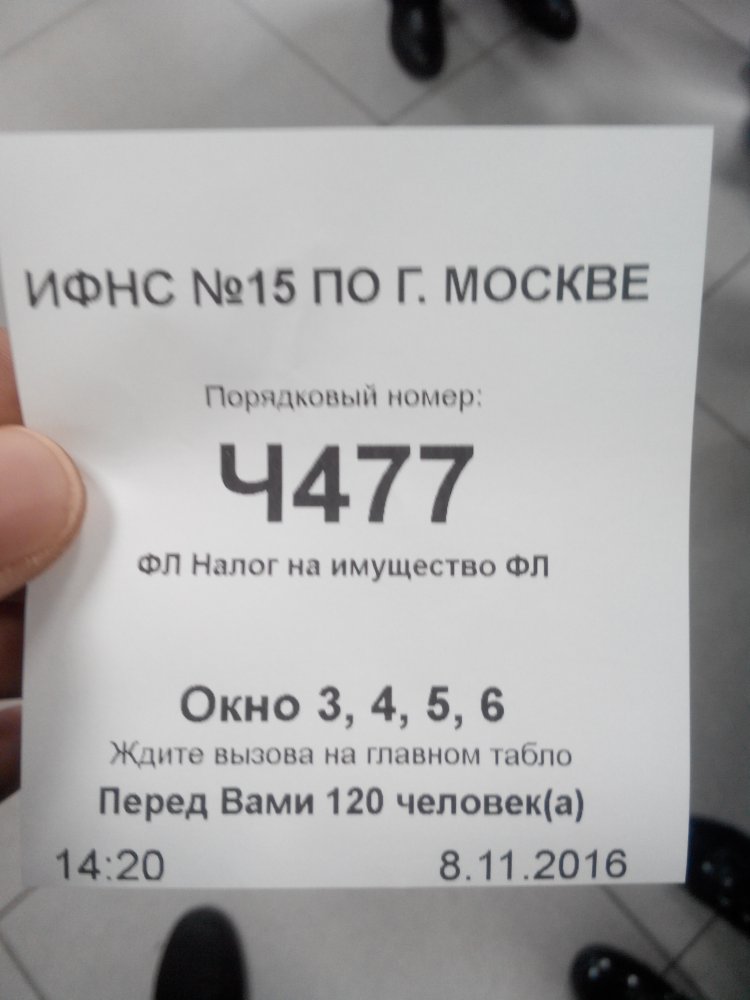 ИФНС №15 ПО Г. МОСКВЕ
Порядковый номер:
Ч477
ФЛ Налог на имущество ФЛ
Окно 3, 4, 5, 6
Ждите вызова на главном табло
Перед Вами 120 человек(а)
14:20 8.11.2016